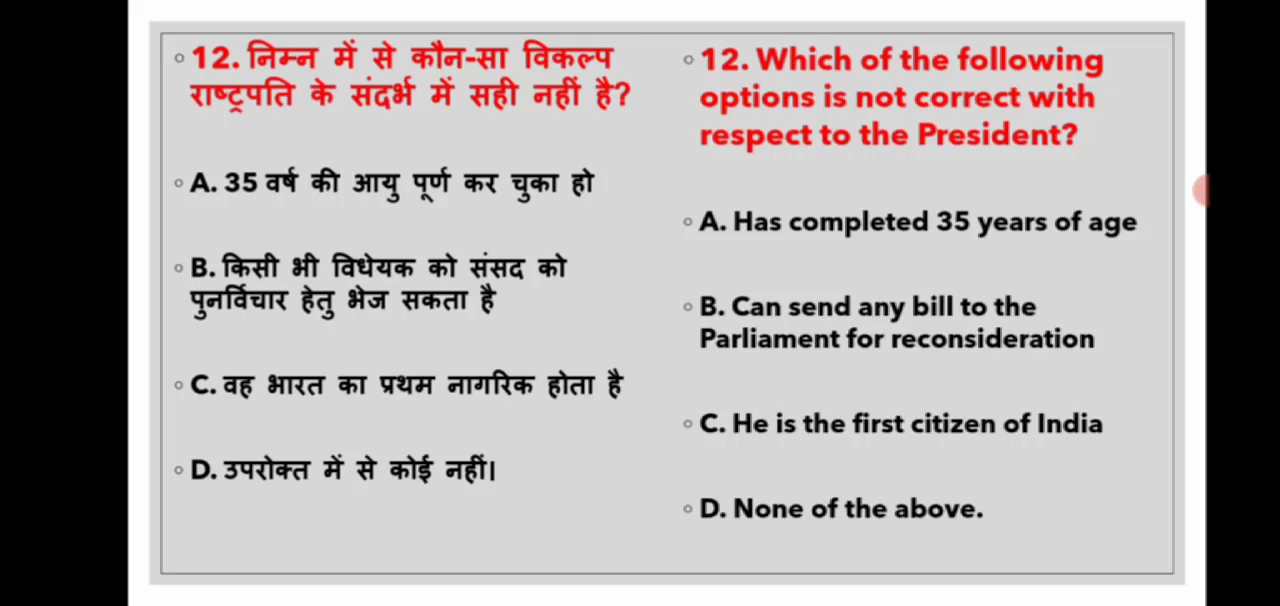 12. निम्न में से कौन-सा विकल्प
राष्ट्रपति के संदर्भ में सही नहीं है?
A. 35 वर्ष की आयु पूर्ण कर चुका हो
B. किसी भी विधेयक को संसद को
पुनर्विचार हेतु भेज सकता है
C. वह भारत का प्रथम नागरिक होता है
D. उपरोक्त में से कोई नहीं।
12. Which of the following
options is not correct with
respect to the President?
A. Has completed 35 years of age
B. Can send any bill to the
Parliament for reconsideration
C. He is the first citizen of India
D. None of the above.